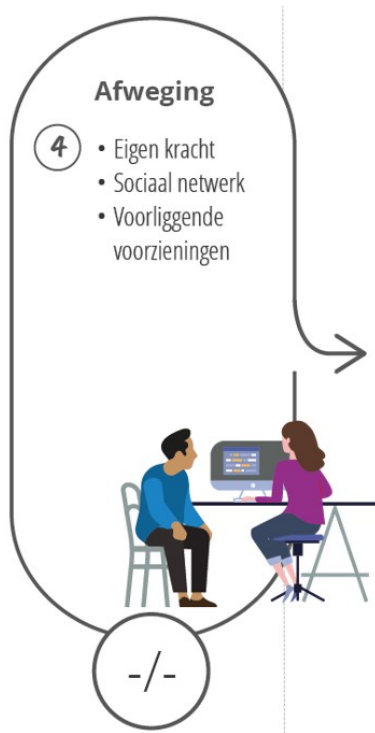 Afweging
4
• Eigen kracht
• Sociaal netwerk
• Voorliggende
voorzieningen
-/-